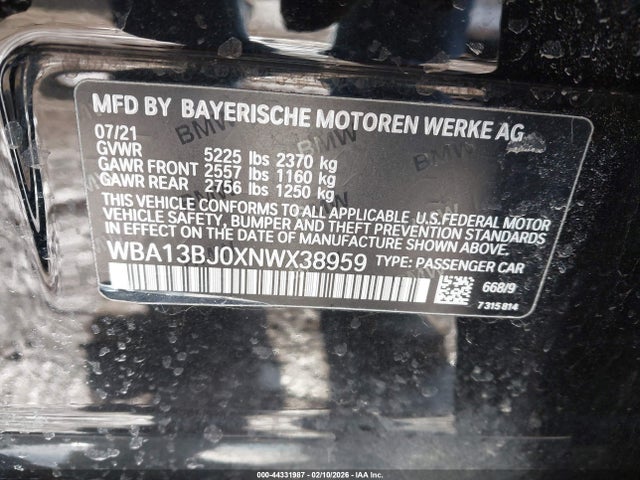 MFD BY BAYERISCHE MOTOREN WERKE AG
07/21
GVWR 5225 lbs 2370 kg
GAWR FRONT 2557 lbs 1160 kg
GAWR REAR 2756 lbs 1250 kg
THIS VEHICLE CONFORMS TO ALL APPLICABLE U.S.FEDERAL MOTOR
VEHICLE SAFETY, BUMPER AND THEFT PREVENTION STANDARDS
IN EFFECT ON THE DATE OF MANUFACTURE SHOWN ABOVE.
WBA13BJ0XNWX38959 TYPE: PASSENGER CAR
668/9
7315814
000-44331987 - 02/10/2026 - IAA Inc.